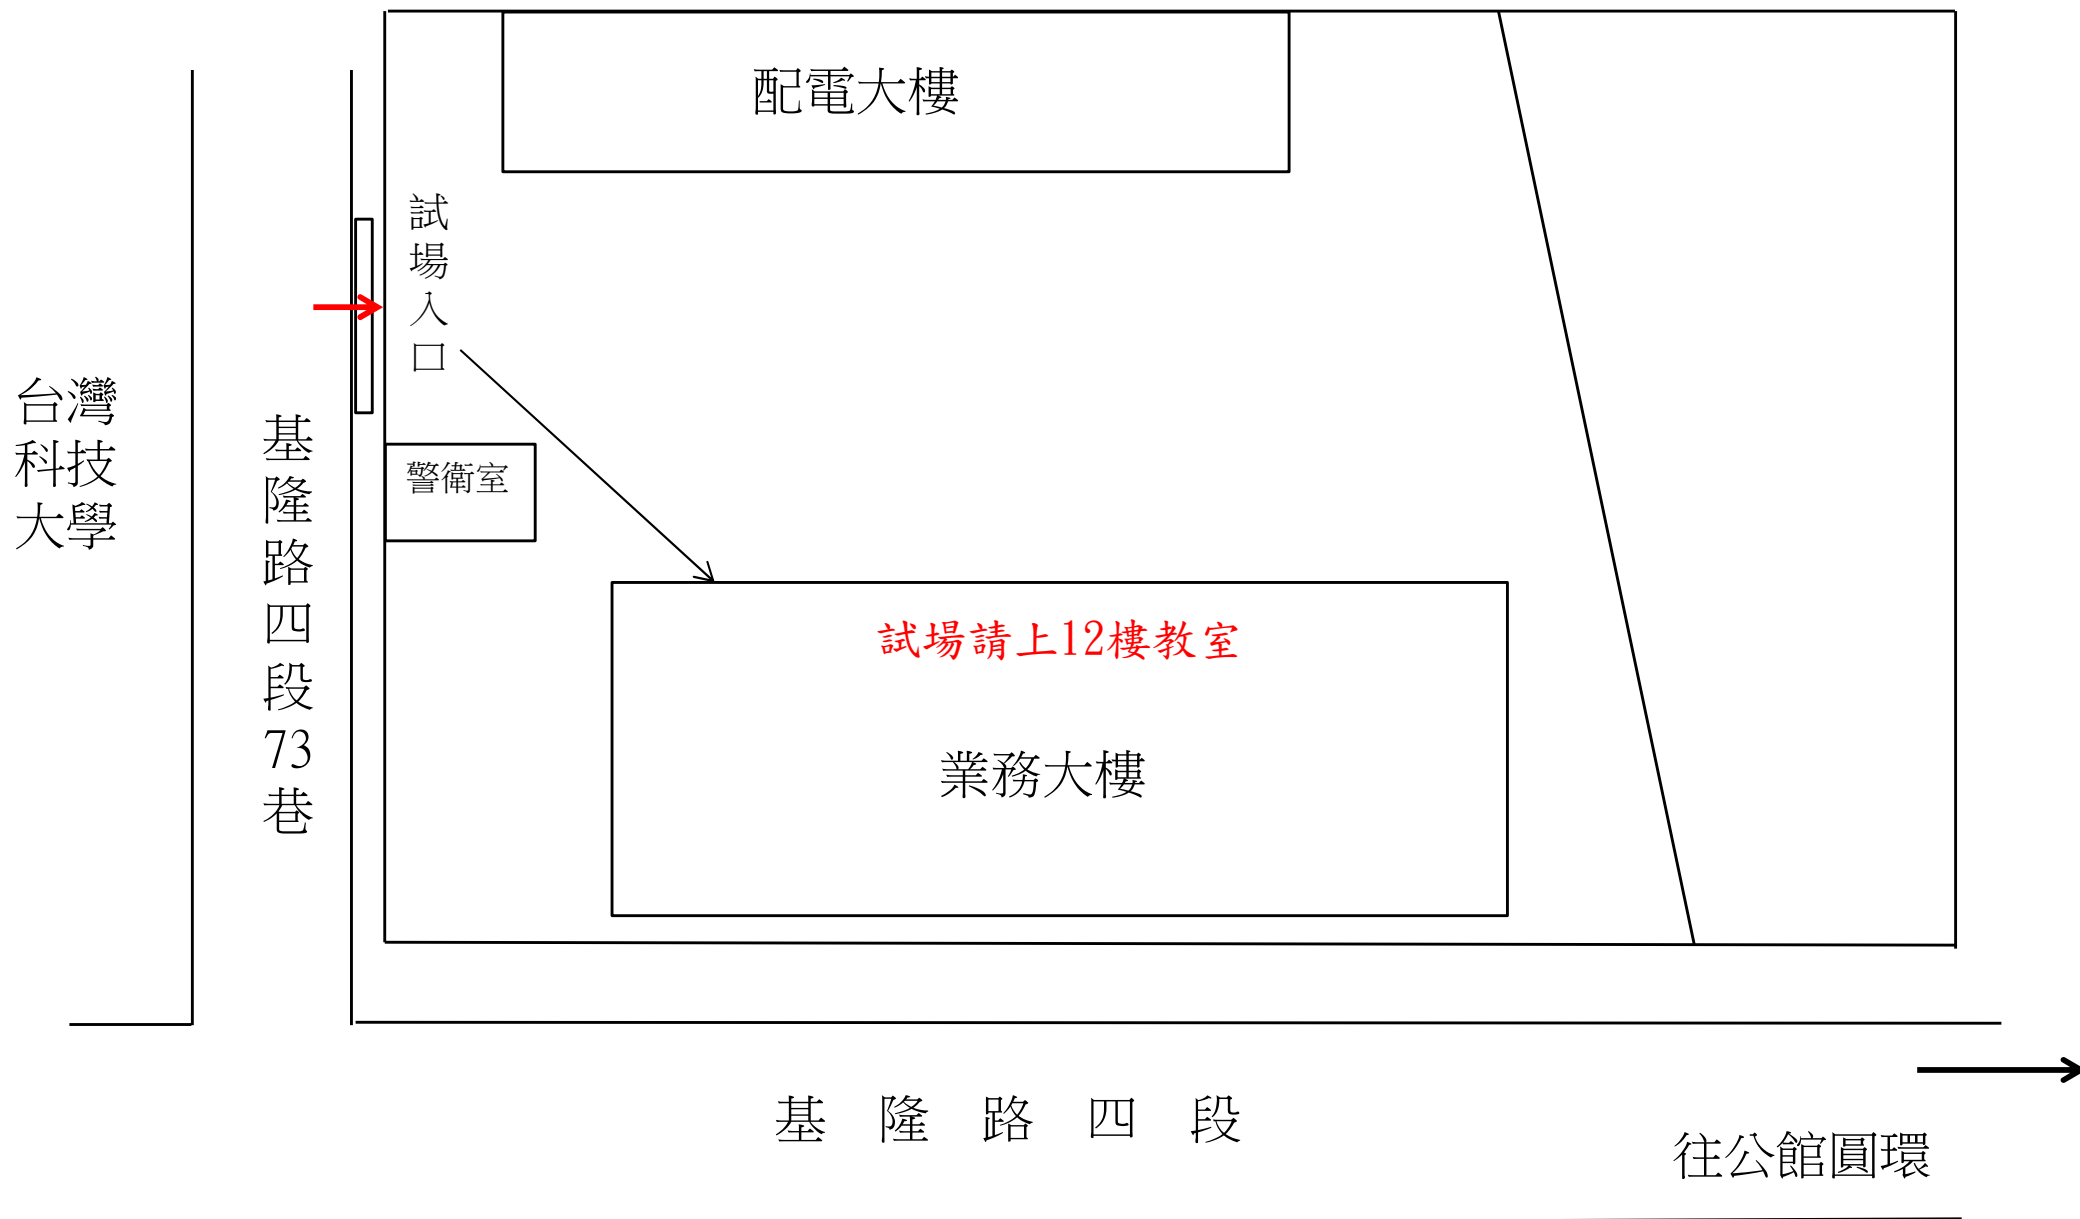 配電大樓
試場入口
台灣
科技
大學
基隆路四段73巷
警衛室
試場請上12樓教室
業務大樓
基隆路四段
往公館圓環